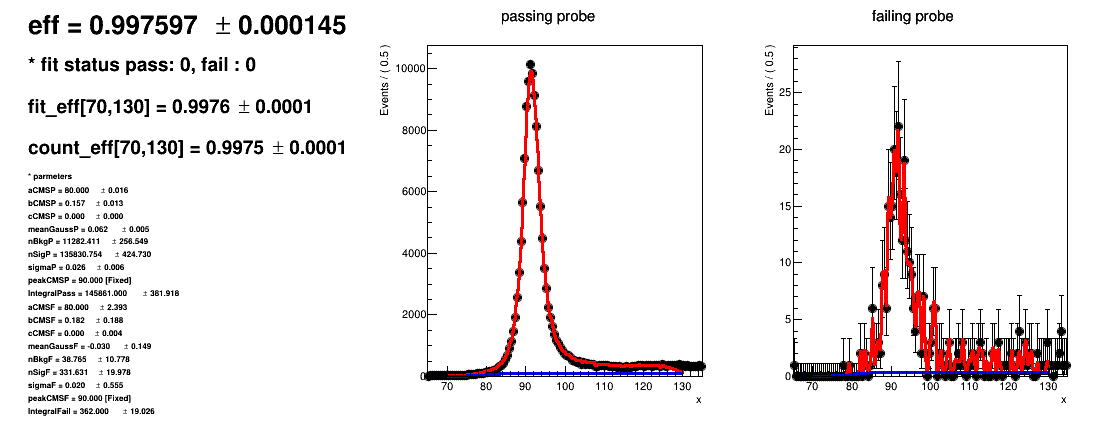 eff = 0.997597 ± 0.000145
* fit status pass: 0, fail : 0
fit_eff[70,130] = 0.9976 ± 0.0001
count_eff[70,130] = 0.9975 ± 0.0001
* parmeters
aCMSP = 80.000 ± 0.016
bCMSP = 0.157 ± 0.013
cCMSP = 0.000 ± 0.000
meanGaussP = 0.062 ± 0.005
nBkgP = 11282.411 ± 256.549
nSigP = 135830.754 ± 424.730
sigmaP = 0.026 ± 0.006
peakCMSP = 90.000 [Fixed]
IntegralPass = 145861.000 ± 381.918
aCMSF = 80.000 ± 2.393
bCMSF = 0.182 ± 0.188
cCMSF = 0.000 ± 0.004
meanGaussF = -0.030 ± 0.149
nBkgF = 38.765 ± 10.778
nSigF = 331.631 ± 19.978
sigmaF = 0.020 ± 0.555
peakCMSF = 90.000 [Fixed]
IntegralFail = 362.000 ± 19.026
passing probe
Events / ( 0.5 )
10000
8000
6000
4000
2000
0
70 80 90 100 110 120 130
x
failing probe
Events / ( 0.5 )
25
20
15
10
5
0
70 80 90 100 110 120 130
x